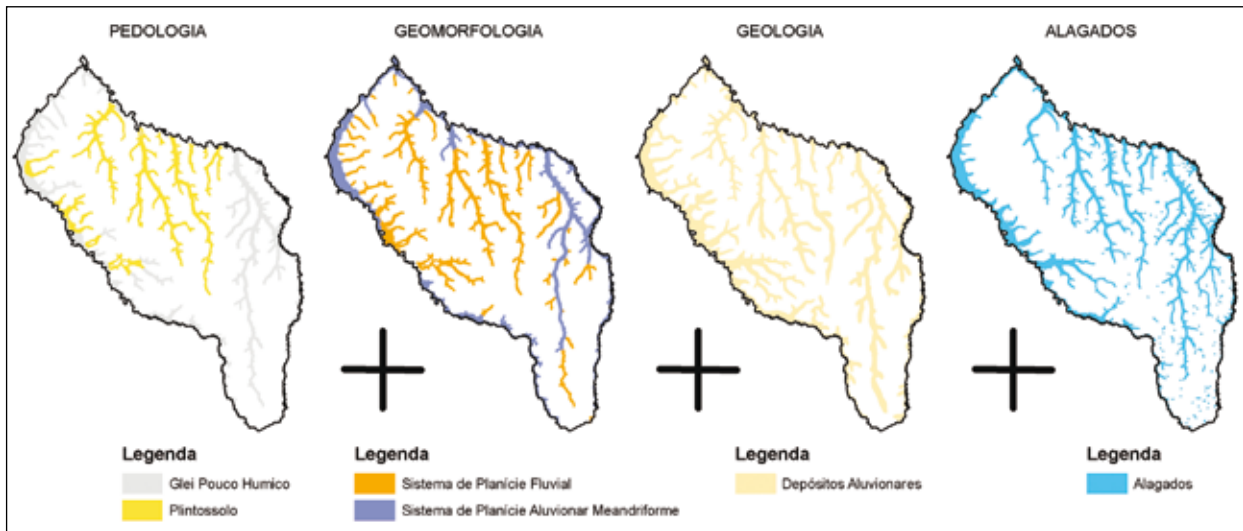 PEDOLOGIA
GEOMORFOLOGIA
GEOLOGIA
ALAGADOS
Legenda
Glei Pouco Humico
Plintossolo
Legenda
Sistema de Planície Fluvial
Sistema de Planície Aluvionar Meandriforme
Legenda
Depósitos Aluvionares
Legenda
Alagados